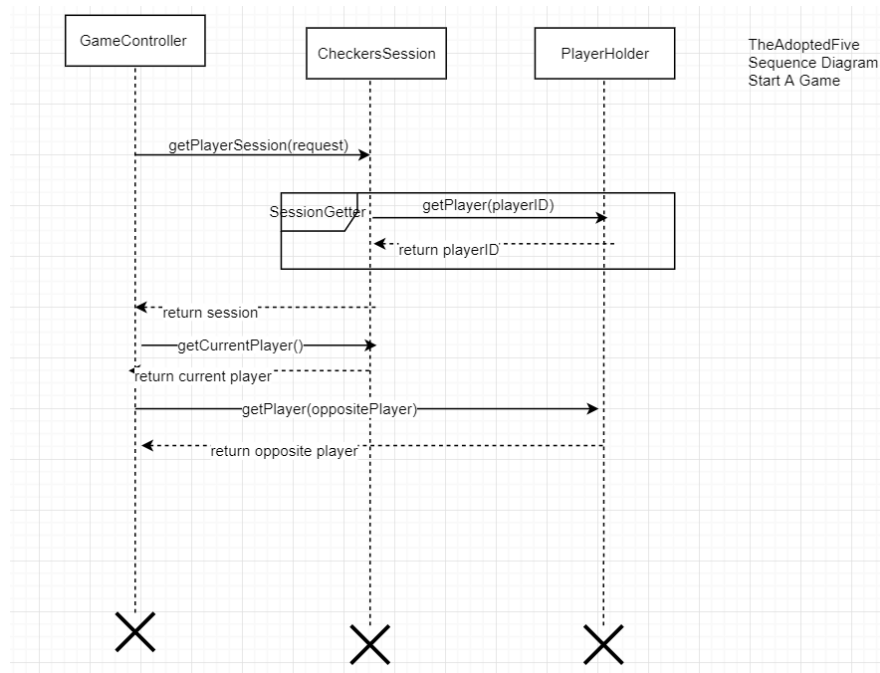 GameController
CheckersSession
PlayerHolder
TheAdoptedFive
Sequence Diagram
Start A Game
getPlayerSession(request)
SessionGetter
getPlayer(playerID)
return playerID
return session
getCurrentPlayer()
return current player
getPlayer(oppositePlayer)
return opposite player